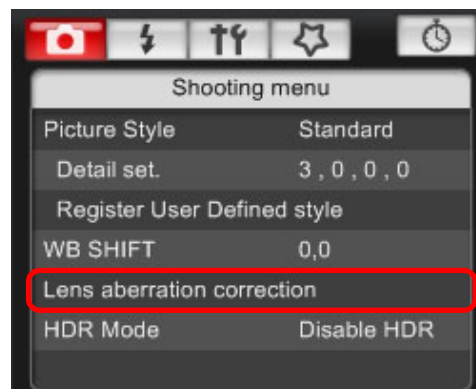 Shooting menu
Picture Style Standard
Detail set. 3 , 0 , 0 , 0
Register User Defined style
WB SHIFT 0,0
Lens aberration correction
HDR Mode Disable HDR